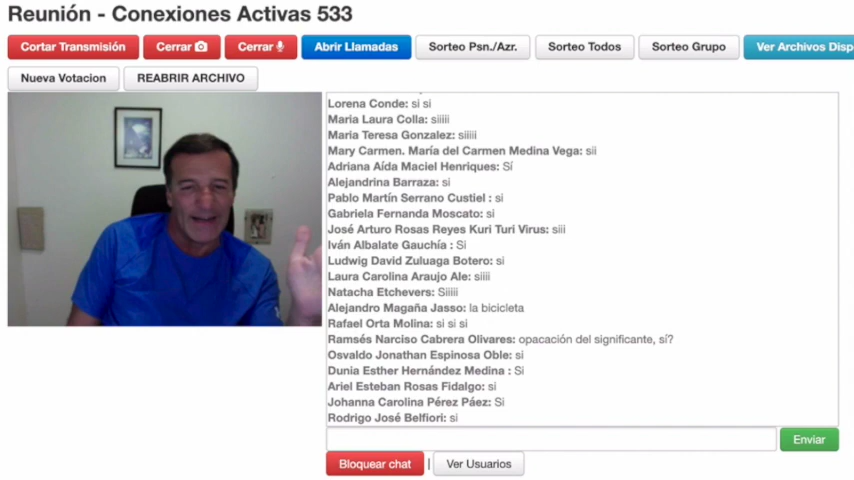 Reunión - Conexiones Activas 533
Cortar Transmisión Cerrar Cerrar Abrir Llamadas Sorteo Psn./Azr. Sorteo Todos Sorteo Grupo Ver Archivos Disp
Nueva Votacion REABRIR ARCHIVO
Lorena Conde: si si
Maria Laura Colla: siiiii
Maria Teresa Gonzalez: siiiii
Mary Carmen. María del Carmen Medina Vega: sii
Adriana Aída Maciel Henriques: Sí
Alejandrina Barraza: si
Pablo Martín Serrano Custiel : si
Gabriela Fernanda Moscato: si
José Arturo Rosas Reyes Kuri Turi Virus: siii
Iván Albalate Gauchía : Si
Ludwig David Zuluaga Botero: si
Laura Carolina Araujo Ale: siiii
Natacha Etchevers: Siiiii
Alejandro Magaña Jasso: la bicicleta
Rafael Orta Molina: si si si
Ramsés Narciso Cabrera Olivares: opacación del significante, sí?
Osvaldo Jonathan Espinosa Oble: si
Dunia Esther Hernández Medina : Si
Ariel Esteban Rosas Fidalgo: si
Johanna Carolina Pérez Páez: Si
Rodrigo José Belfiori: si
Enviar
Bloquear chat | Ver Usuarios